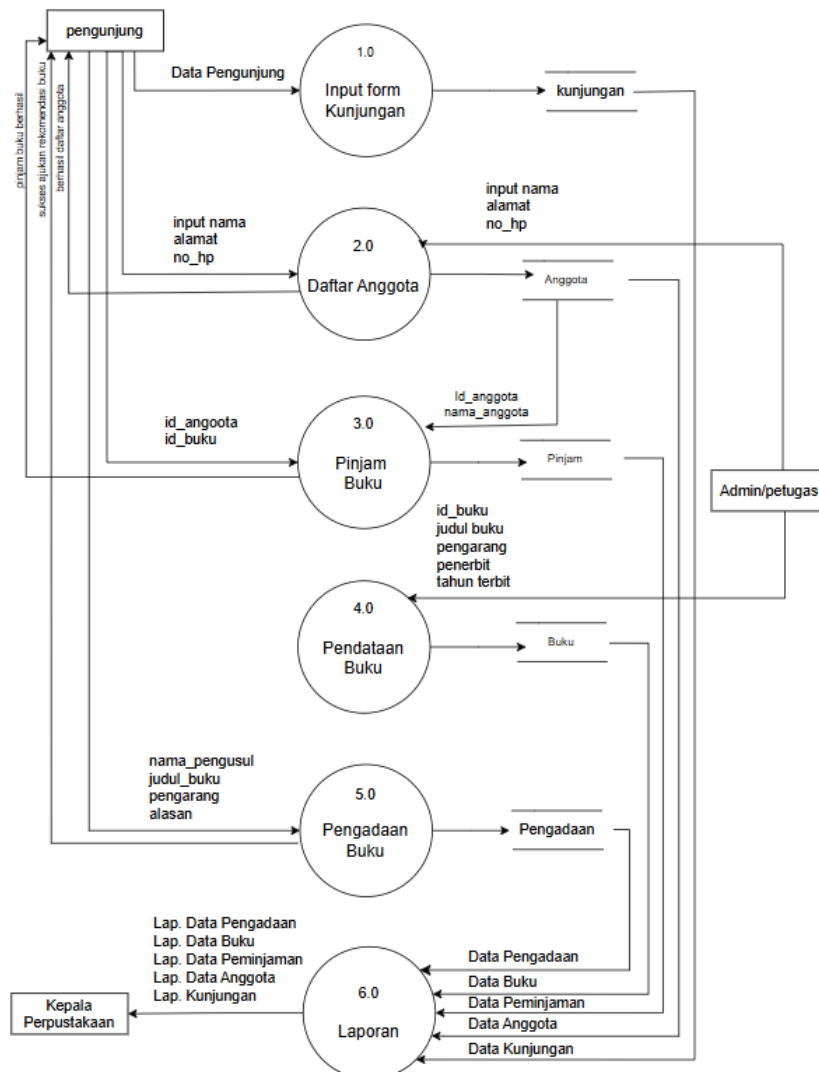 pengunjung
pinjam buku berhasil
sukses ajukan rekomendasi buku
berhasil daftar anggota
Data Pengunjung
1.0
Input form
Kunjungan
kunjungan
input nama
alamat
no_hp
2.0
Daftar Anggota
input nama
alamat
no_hp
Anggota
id_angoota
id_buku
3.0
Pinjam
Buku
Id_anggota
nama_anggota
Pinjam
Admin/petugas
id_buku
judul buku
pengarang
penerbit
tahun terbit
4.0
Pendataan
Buku
Buku
nama_pengusul
judul_buku
pengarang
alasan
5.0
Pengadaan
Buku
Pengadaan
Lap. Data Pengadaan
Lap. Data Buku
Lap. Data Peminjaman
Lap. Data Anggota
Lap. Kunjungan
Kepala
Perpustakaan
6.0
Laporan
Data Pengadaan
Data Buku
Data Peminjaman
Data Anggota
Data Kunjungan